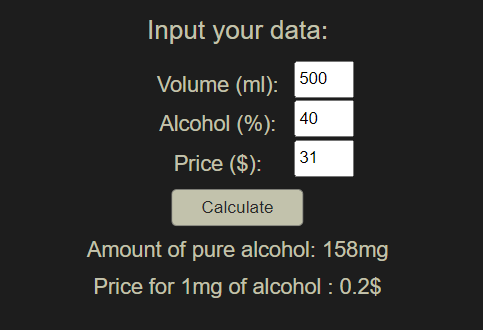 Input your data:
Volume (ml): 500
Alcohol (%): 40
Price ($): 31
Calculate
Amount of pure alcohol: 158mg
Price for 1mg of alcohol : 0.2$